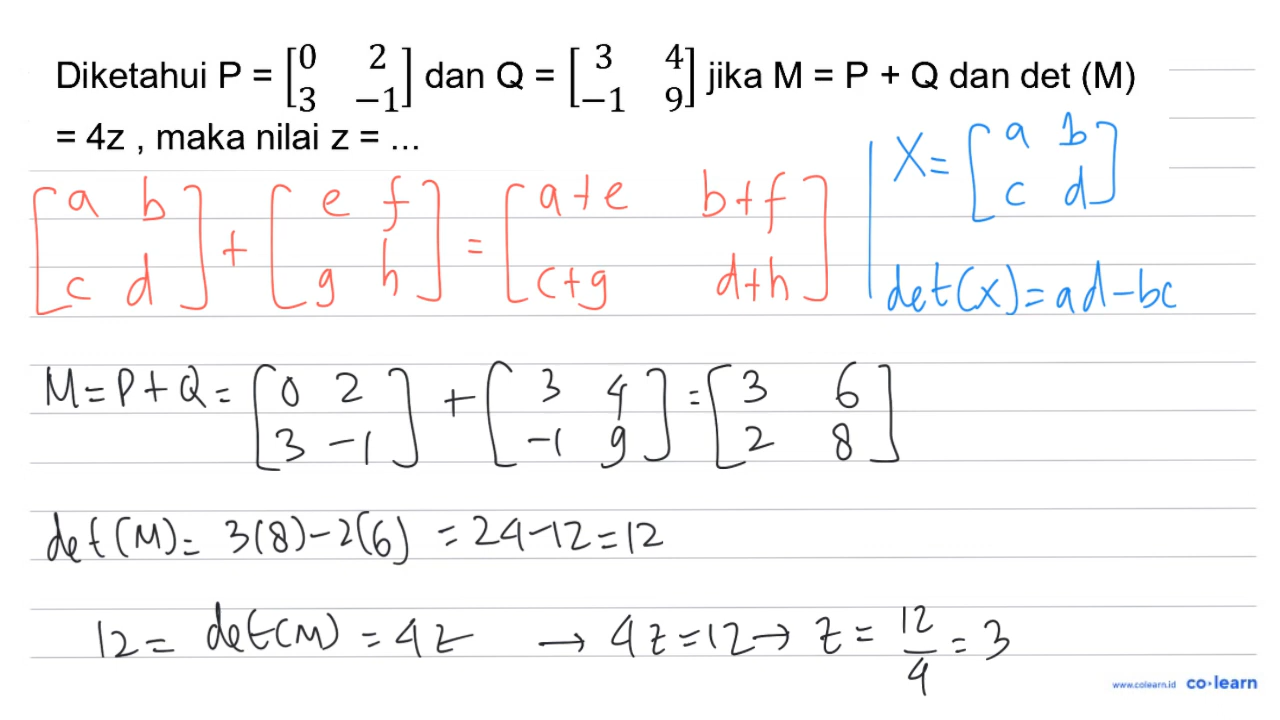 Diketahui P = [0 2 3 −1] dan Q = [3 4 −1 9] jika M = P + Q dan det (M)
= 4z , maka nilai z = ...
[a b c d] + [e f g h] = [a+e b+f c+g d+h]
X = [a b c d]
det(X) = ad - bc
M = P + Q = [0 2 3 -1] + [3 4 -1 9] = [3 6 2 8]
det(M) = 3(8) - 2(6) = 24 - 12 = 12
12 = det(M) = 4z → 4z = 12 → z = 12/4 = 3
www.colearn.id co·learn